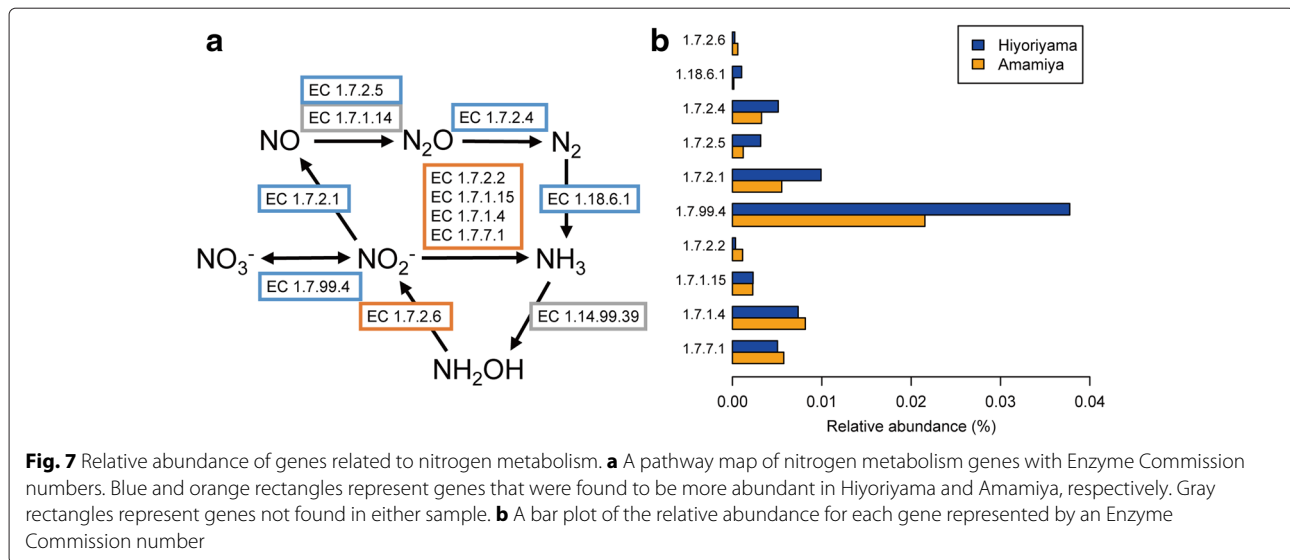 a
EC 1.7.2.5
EC 1.7.1.14
EC 1.7.2.4
NO
N₂O
N₂
EC 1.7.2.2
EC 1.7.1.15
EC 1.7.1.4
EC 1.7.7.1
EC 1.7.2.1
EC 1.18.6.1
NO₃⁻
NO₂⁻
NH₃
EC 1.7.99.4
EC 1.7.2.6
EC 1.14.99.39
NH₂OH
b
Hiyoriyama
Amamiya
1.7.2.6
1.18.6.1
1.7.2.4
1.7.2.5
1.7.2.1
1.7.99.4
1.7.2.2
1.7.1.15
1.7.1.4
1.7.7.1
0.00 0.01 0.02 0.03 0.04
Relative abundance (%)
Fig. 7 Relative abundance of genes related to nitrogen metabolism. a A pathway map of nitrogen metabolism genes with Enzyme Commission
numbers. Blue and orange rectangles represent genes that were found to be more abundant in Hiyoriyama and Amamiya, respectively. Gray
rectangles represent genes not found in either sample. b A bar plot of the relative abundance for each gene represented by an Enzyme
Commission number